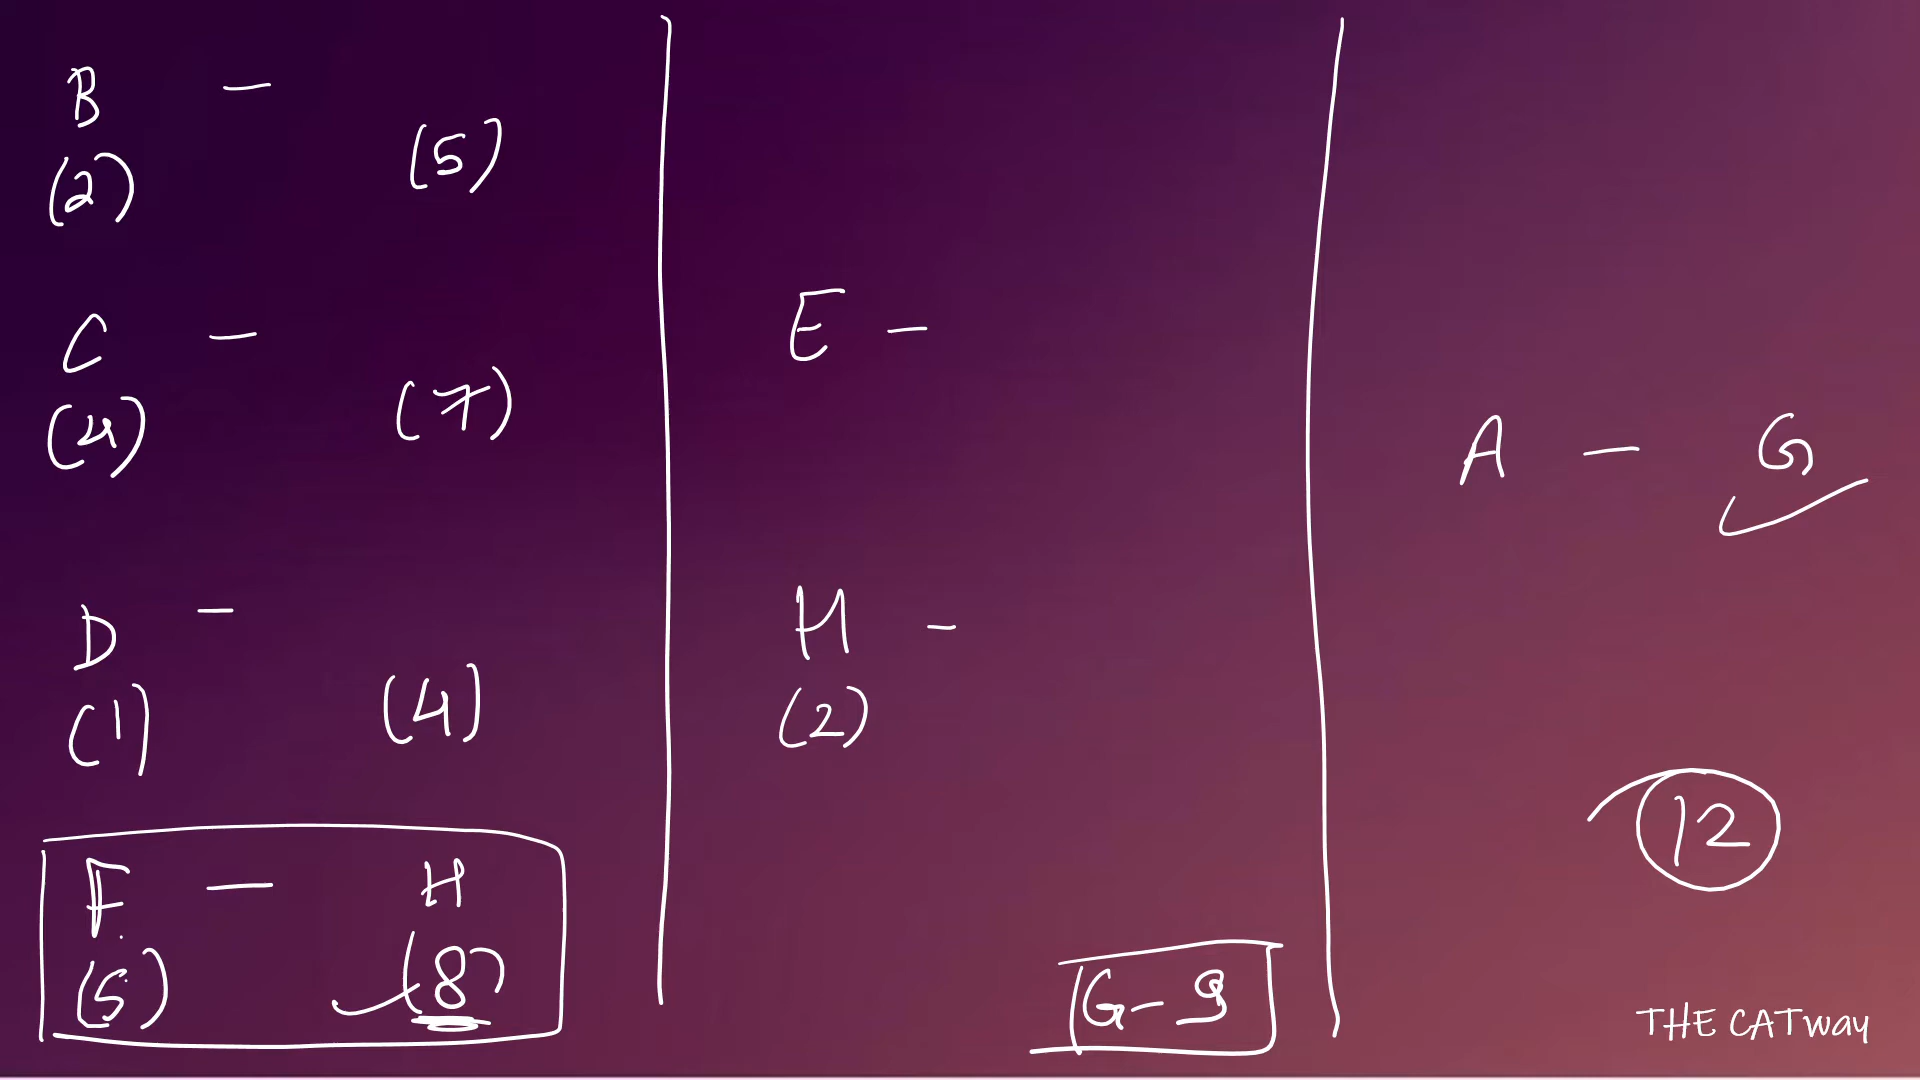 B -
(2) (5)
C -
(4) (7)
D -
(1) (4)
F - H
(5) (8)
E -
H -
(2)
G - 9
A - G
12
THE CATway